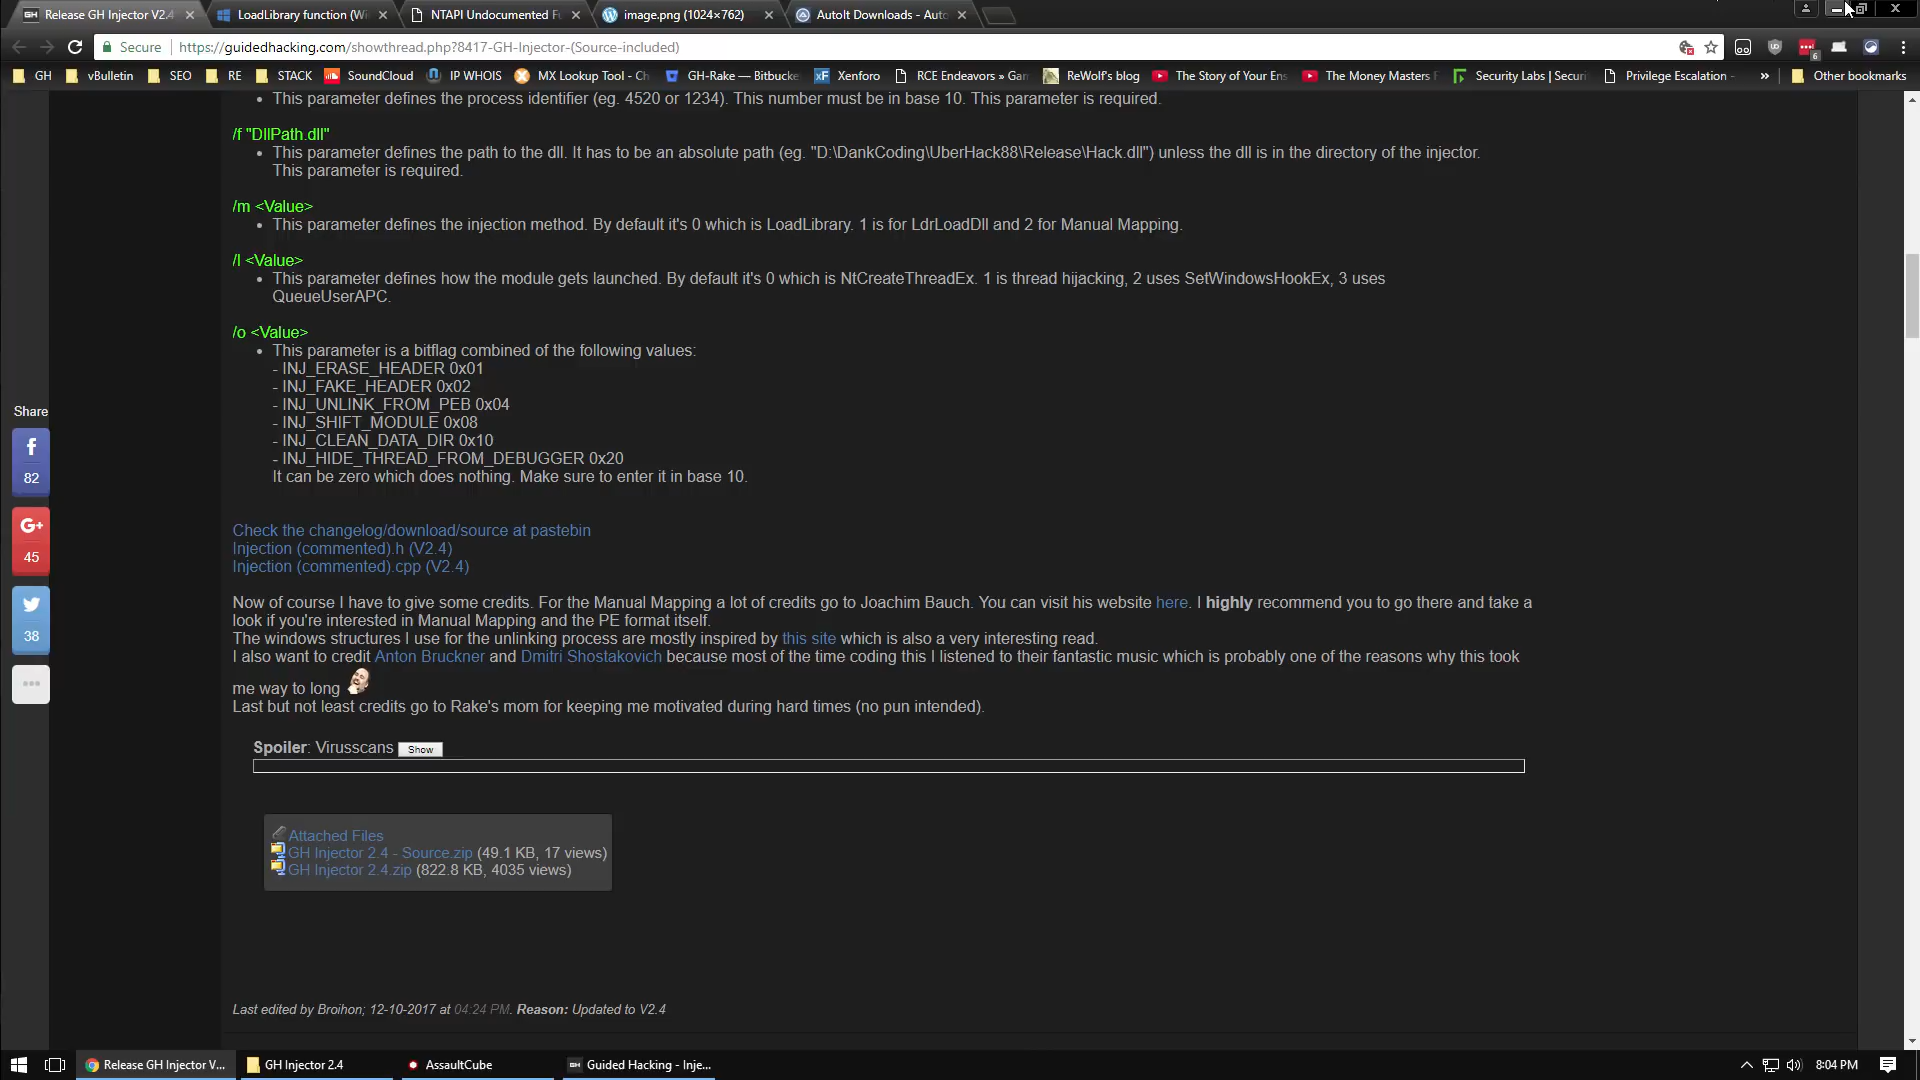 Release GH Injector V2.4
LoadLibrary function (Wi
NTAPI Undocumented Fu
image.png (1024×762)
AutoIt Downloads - Auto
Secure
https://guidedhacking.com/showthread.php?8417-GH-Injector-(Source-included)
6
GH
vBulletin
SEO
RE
STACK
SoundCloud
IP WHOIS
MX Lookup Tool - Ch
GH-Rake — Bitbucke
Xenforo
RCE Endeavors » Gam
ReWolf's blog
The Story of Your Ens
The Money Masters F
Security Labs | Securi
Privilege Escalation -
»
Other bookmarks
• This parameter defines the process identifier (eg. 4520 or 1234). This number must be in base 10. This parameter is required.
/f "DllPath.dll"
• This parameter defines the path to the dll. It has to be an absolute path (eg. "D:\DankCoding\UberHack88\Release\Hack.dll") unless the dll is in the directory of the injector.
This parameter is required.
/m <Value>
• This parameter defines the injection method. By default it's 0 which is LoadLibrary. 1 is for LdrLoadDll and 2 for Manual Mapping.
/l <Value>
• This parameter defines how the module gets launched. By default it's 0 which is NtCreateThreadEx. 1 is thread hijacking, 2 uses SetWindowsHookEx, 3 uses
QueueUserAPC.
/o <Value>
• This parameter is a bitflag combined of the following values:
- INJ_ERASE_HEADER 0x01
- INJ_FAKE_HEADER 0x02
- INJ_UNLINK_FROM_PEB 0x04
- INJ_SHIFT_MODULE 0x08
- INJ_CLEAN_DATA_DIR 0x10
- INJ_HIDE_THREAD_FROM_DEBUGGER 0x20
It can be zero which does nothing. Make sure to enter it in base 10.
Share
82
G+
45
38
Check the changelog/download/source at pastebin
Injection (commented).h (V2.4)
Injection (commented).cpp (V2.4)
Now of course I have to give some credits. For the Manual Mapping a lot of credits go to Joachim Bauch. You can visit his website here. I highly recommend you to go there and take a
look if you're interested in Manual Mapping and the PE format itself.
The windows structures I use for the unlinking process are mostly inspired by this site which is also a very interesting read.
I also want to credit Anton Bruckner and Dmitri Shostakovich because most of the time coding this I listened to their fantastic music which is probably one of the reasons why this took
me way to long
Last but not least credits go to Rake's mom for keeping me motivated during hard times (no pun intended).
Spoiler: Virusscans Show
Attached Files
GH Injector 2.4 - Source.zip (49.1 KB, 17 views)
GH Injector 2.4.zip (822.8 KB, 4035 views)
Last edited by Broihon; 12-10-2017 at 04:24 PM. Reason: Updated to V2.4
Release GH Injector V...
GH Injector 2.4
AssaultCube
Guided Hacking - Inje...
8:04 PM